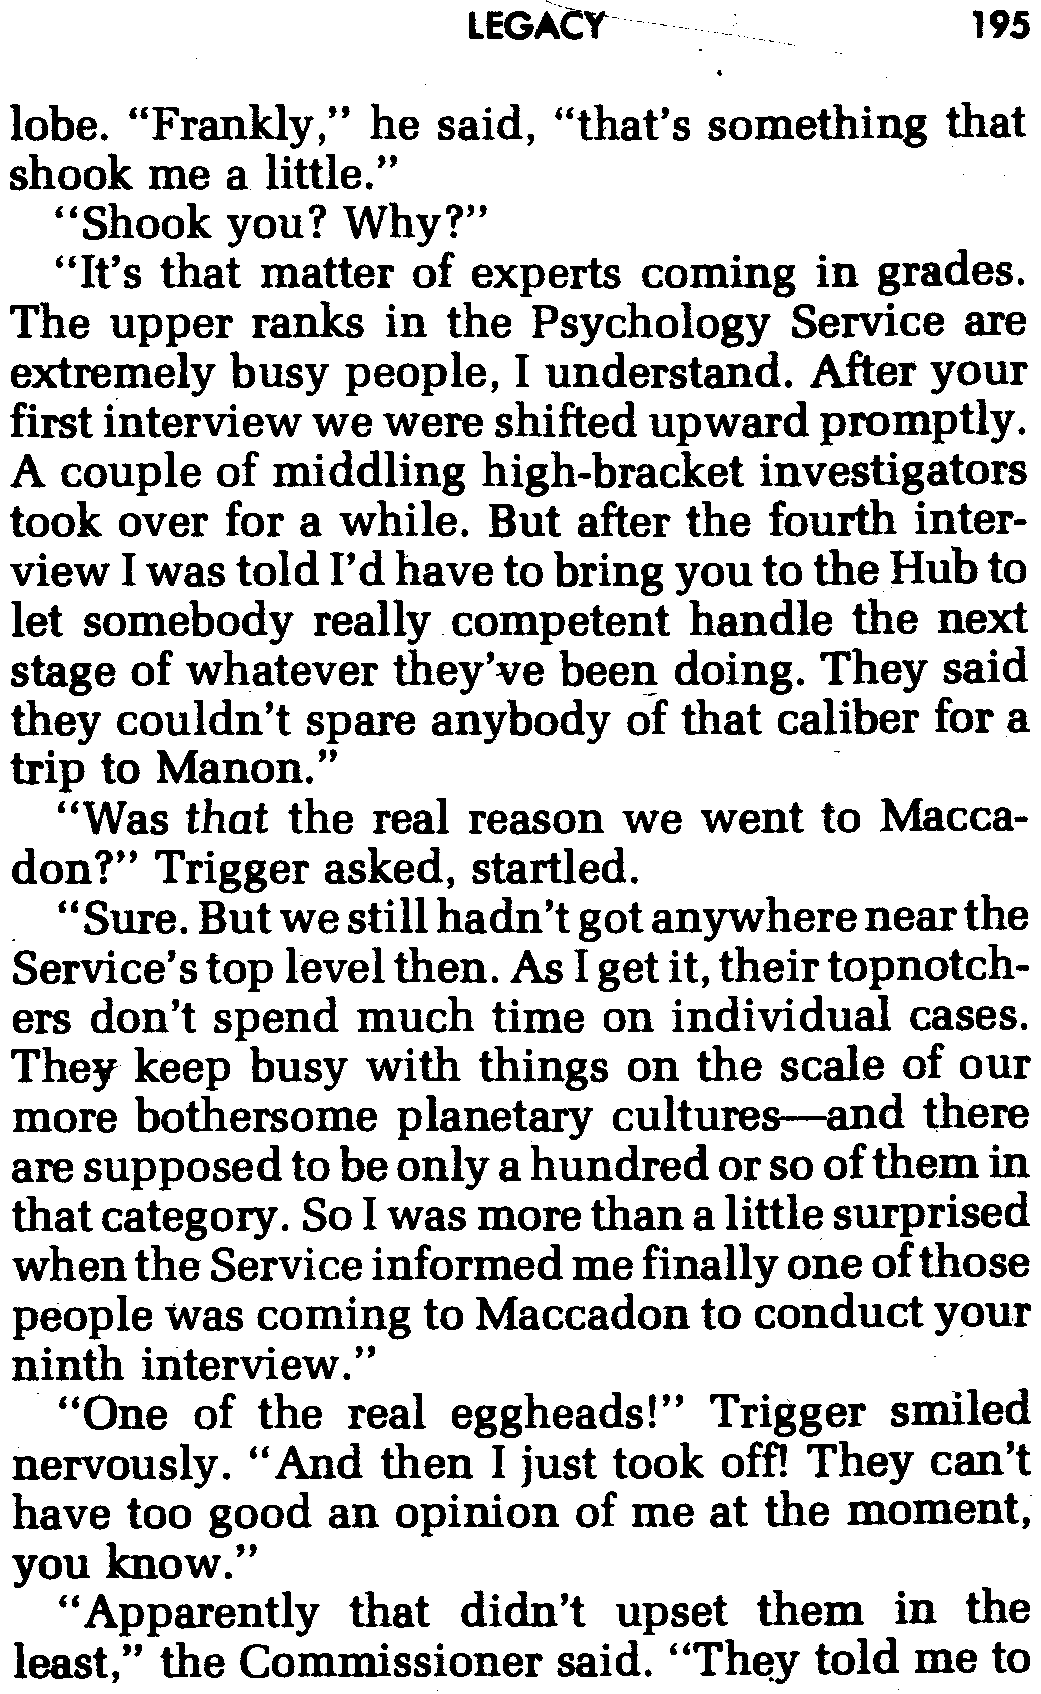 LEGACY 195
lobe. “Frankly,” he said, “that's something that
shook me a little.”
“Shook you? Why?”
“It's that matter of experts coming in grades.
The upper ranks in the Psychology Service are
extremely busy people, I understand. After your
first interview we were shifted upward promptly.
A couple of middling high-bracket investigators
took over for a while. But after the fourth inter-
view I was told I'd have to bring you to the Hub to
let somebody really competent handle the next
stage of whatever they've been doing. They said
they couldn't spare anybody of that caliber for a
trip to Manon.”
“Was that the real reason we went to Macca-
don?” Trigger asked, startled.
“Sure. But we still hadn't got anywhere near the
Service's top level then. As I get it, their topnotch-
ers don't spend much time on individual cases.
They keep busy with things on the scale of our
more bothersome planetary cultures—and there
are supposed to be only a hundred or so of them in
that category. So I was more than a little surprised
when the Service informed me finally one of those
people was coming to Maccadon to conduct your
ninth interview.”
“One of the real eggheads!” Trigger smiled
nervously. “And then I just took off! They can't
have too good an opinion of me at the moment,
you know.”
“Apparently that didn't upset them in the
least,” the Commissioner said. “They told me to